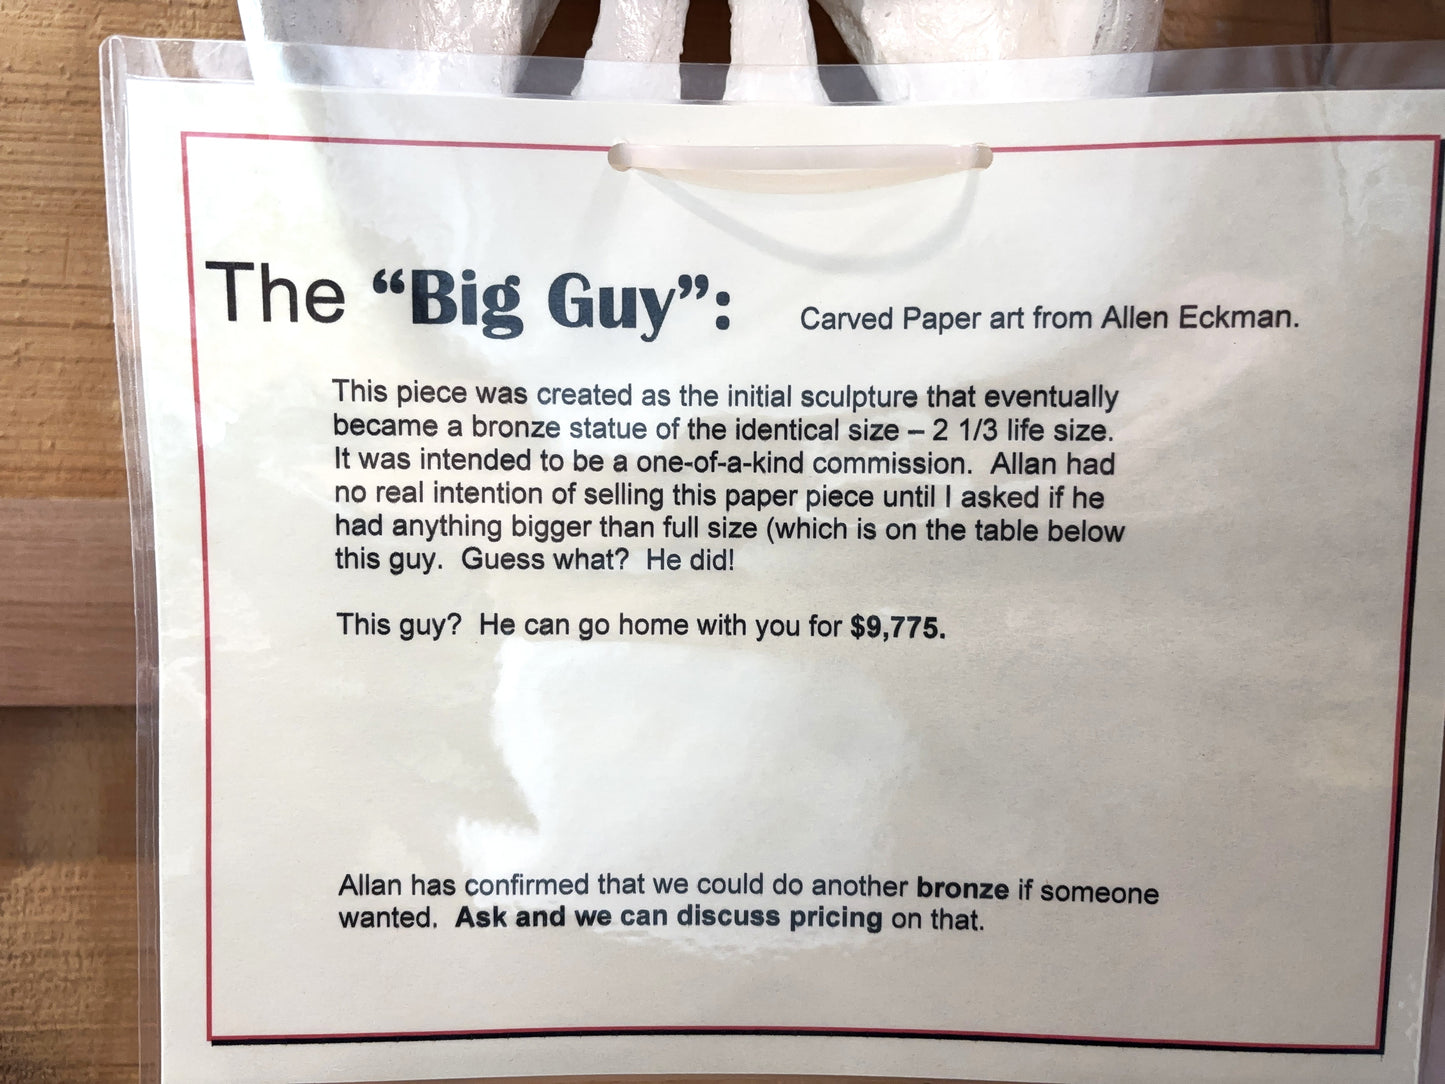 The “Big Guy”: Carved Paper art from Allen Eckman.
This piece was created as the initial sculpture that eventually
became a bronze statue of the identical size – 2 1/3 life size.
It was intended to be a one-of-a-kind commission. Allan had
no real intention of selling this paper piece until I asked if he
had anything bigger than full size (which is on the table below
this guy. Guess what? He did!
This guy? He can go home with you for $9,775.
Allan has confirmed that we could do another bronze if someone
wanted. Ask and we can discuss pricing on that.